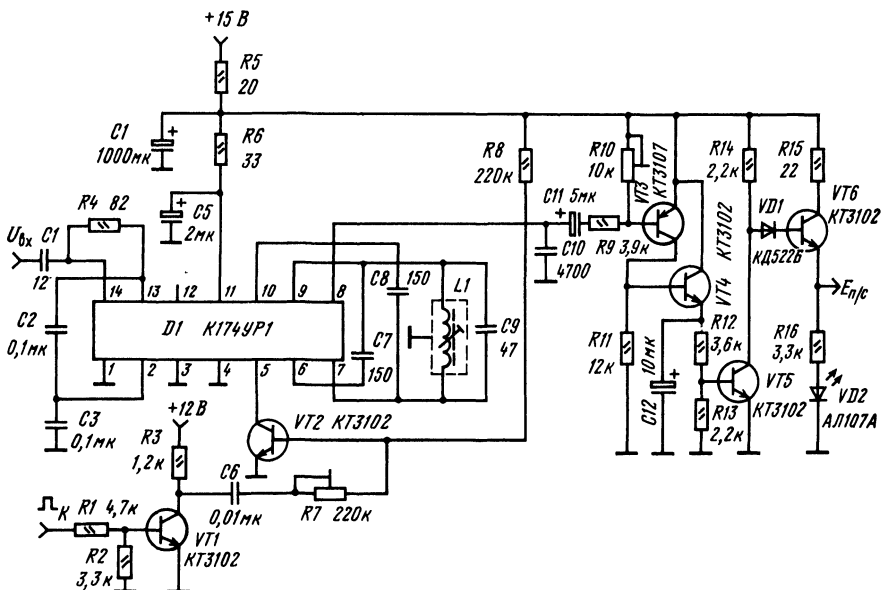 +15 В
R5
20
C1
1000мк
+
R6
33
R8
220к
R10
10к
VT3
КТ3107
R14
2,2к
R15
22
VT6
КТ3102
R4 82
+
C5
2мк
C11 5мк
+
R9 3,9к
C10
4700
КТ3102
VT4
VD1
КД522Б
Uвх
C1
12
14 13 12 11 10 9 8
D1 К174УР1
1 2 3 4 5 6 7
C2
0,1мк
C3
0,1мк
C8
150
C7
150
L1
C9
47
R11
12к
10мк
C12
+
R12
3,6к
R13
2,2к
VT5
КТ3102
Eп/с
R16
3,3к
VD2
АЛ107А
+12 В
R3
1,2к
VT2 КТ3102
C6
0,01мк
R7 220к
К
R1 4,7к
R2
3,3к
VT1
КТ3102